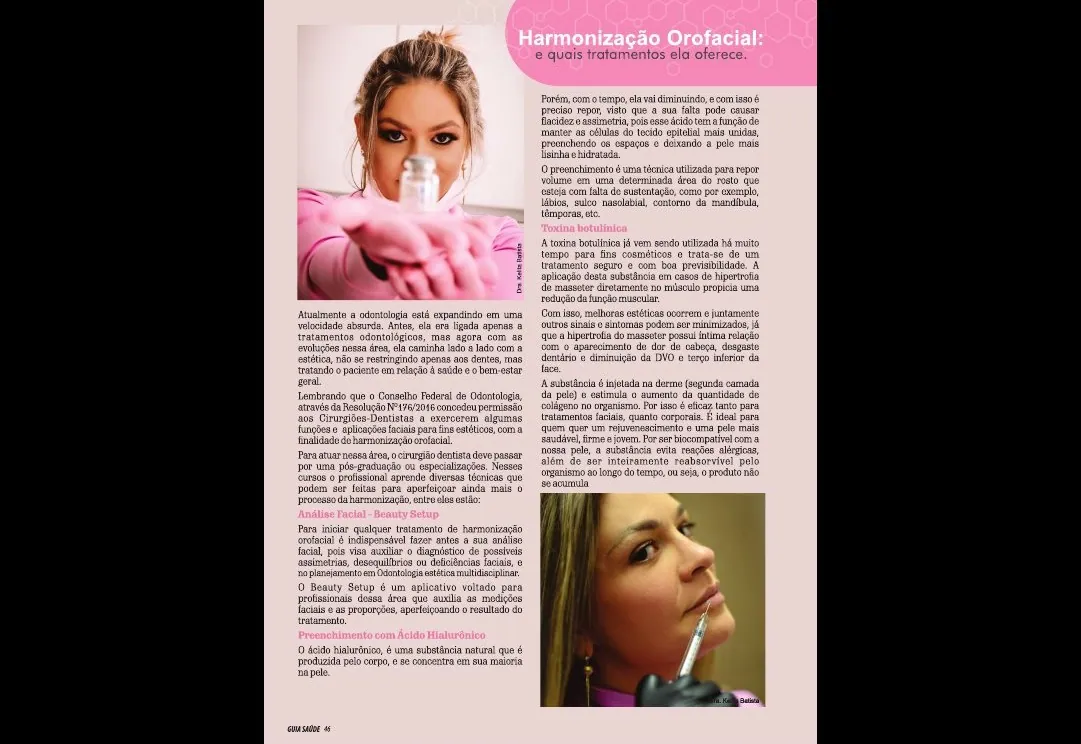 Harmonização Orofacial:
e quais tratamentos ela oferece.
Dra. Keilla Batista
Atualmente a odontologia está expandindo em uma
velocidade absurda. Antes, ela era ligada apenas a
tratamentos odontológicos, mas agora com as
evoluções nessa área, ela caminha lado a lado com a
estética, não se restringindo apenas aos dentes, mas
tratando o paciente em relação à saúde e o bem-estar
geral.
Lembrando que o Conselho Federal de Odontologia,
através da Resolução Nº176/2016 concedeu permissão
aos Cirurgiões-Dentistas a exercerem algumas
funções e aplicações faciais para fins estéticos, com a
finalidade de harmonização orofacial.
Para atuar nessa área, o cirurgião dentista deve passar
por uma pós-graduação ou especializações. Nesses
cursos o profissional aprende diversas técnicas que
podem ser feitas para aperfeiçoar ainda mais o
processo da harmonização, entre eles estão:
Análise Facial - Beauty Setup
Para iniciar qualquer tratamento de harmonização
orofacial é indispensável fazer antes a sua análise
facial, pois visa auxiliar o diagnóstico de possíveis
assimetrias, desequilíbrios ou deficiências faciais, e
no planejamento em Odontologia estética multidisciplinar.
O Beauty Setup é um aplicativo voltado para
profissionais dessa área que auxilia as medições
faciais e as proporções, aperfeiçoando o resultado do
tratamento.
Preenchimento com Ácido Hialurônico
O ácido hialurônico, é uma substância natural que é
produzida pelo corpo, e se concentra em sua maioria
na pele.
Porém, com o tempo, ela vai diminuindo, e com isso é
preciso repor, visto que a sua falta pode causar
flacidez e assimetria, pois esse ácido tem a função de
manter as células do tecido epitelial mais unidas,
preenchendo os espaços e deixando a pele mais
lisinha e hidratada.
O preenchimento é uma técnica utilizada para repor
volume em uma determinada área do rosto que
esteja com falta de sustentação, como por exemplo,
lábios, sulco nasolabial, contorno da mandíbula,
têmporas, etc.
Toxina botulínica
A toxina botulínica já vem sendo utilizada há muito
tempo para fins cosméticos e trata-se de um
tratamento seguro e com boa previsibilidade. A
aplicação desta substância em casos de hipertrofia
de masseter diretamente no músculo propicia uma
redução da função muscular.
Com isso, melhoras estéticas ocorrem e juntamente
outros sinais e sintomas podem ser minimizados, já
que a hipertrofia do masseter possui íntima relação
com o aparecimento de dor de cabeça, desgaste
dentário e diminuição da DVO e terço inferior da
face.
A substância é injetada na derme (segunda camada
da pele) e estimula o aumento da quantidade de
colágeno no organismo. Por isso é eficaz tanto para
tratamentos faciais, quanto corporais. É ideal para
quem quer um rejuvenescimento e uma pele mais
saudável, firme e jovem. Por ser biocompatível com a
nossa pele, a substância evita reações alérgicas,
além de ser inteiramente reabsorvível pelo
organismo ao longo do tempo, ou seja, o produto não
se acumula
Batista
GUIA SAÚDE 46